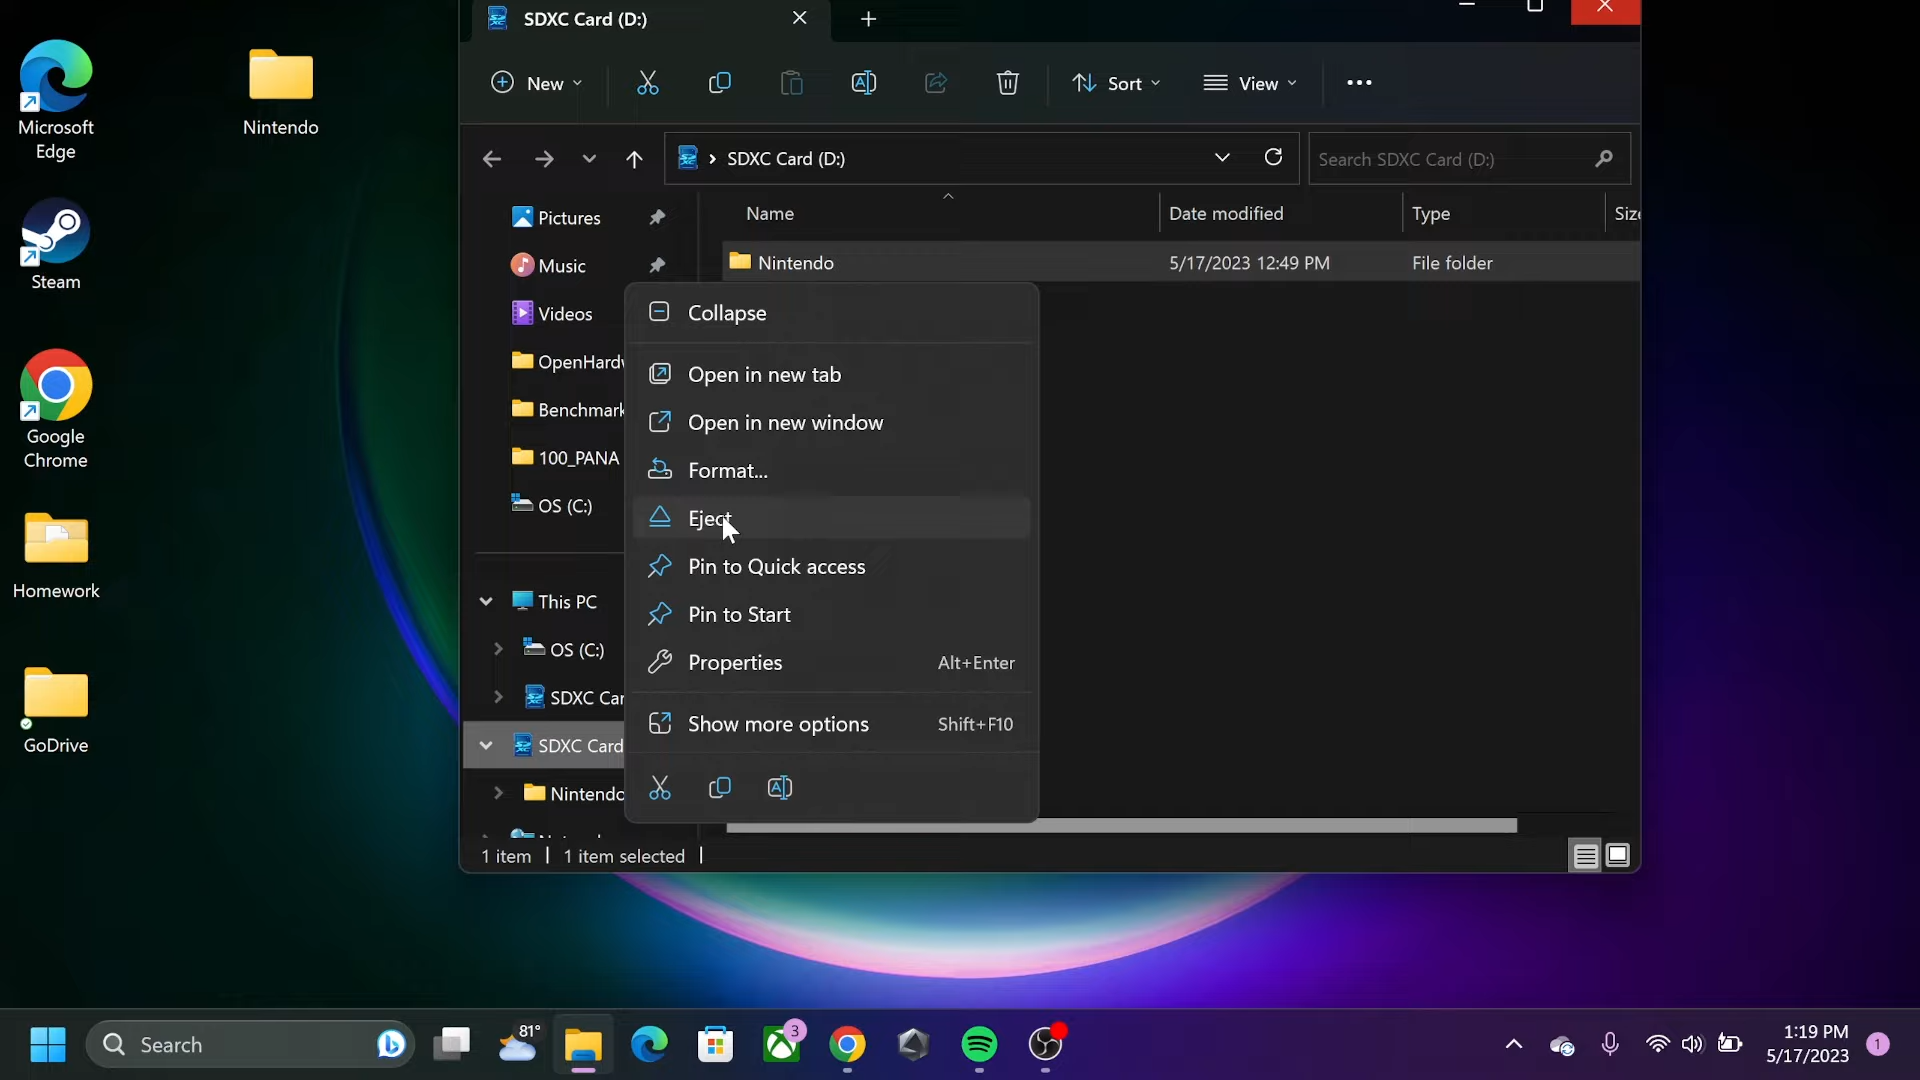 SDXC Card (D:)
New
Sort
View
SDXC Card (D:)
Search SDXC Card (D:)
Name
Date modified
Type
Nintendo
5/17/2023 12:49 PM
File folder
Pictures
Music
Videos
OpenHardw
Benchmark
100_PANA
OS (C:)
This PC
OS (C:)
SDXC Car
SDXC Card
Nintendo
Collapse
Open in new tab
Open in new window
Format...
Eject
Pin to Quick access
Pin to Start
Properties
Alt+Enter
Show more options
Shift+F10
1 item
1 item selected
Microsoft
Edge
Nintendo
Steam
Google
Chrome
Homework
GoDrive
Search
81°
3
1:19 PM
5/17/2023
1